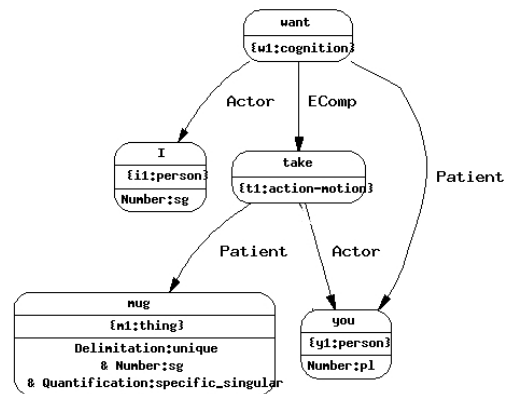 want
{w1:cognition}
Actor
EComp
I
{i1:person}
Number:sg
take
{t1:action-motion}
Patient
Patient
Actor
mug
{m1:thing}
Delimitation:unique
& Number:sg
& Quantification:specific_singular
you
{y1:person}
Number:pl